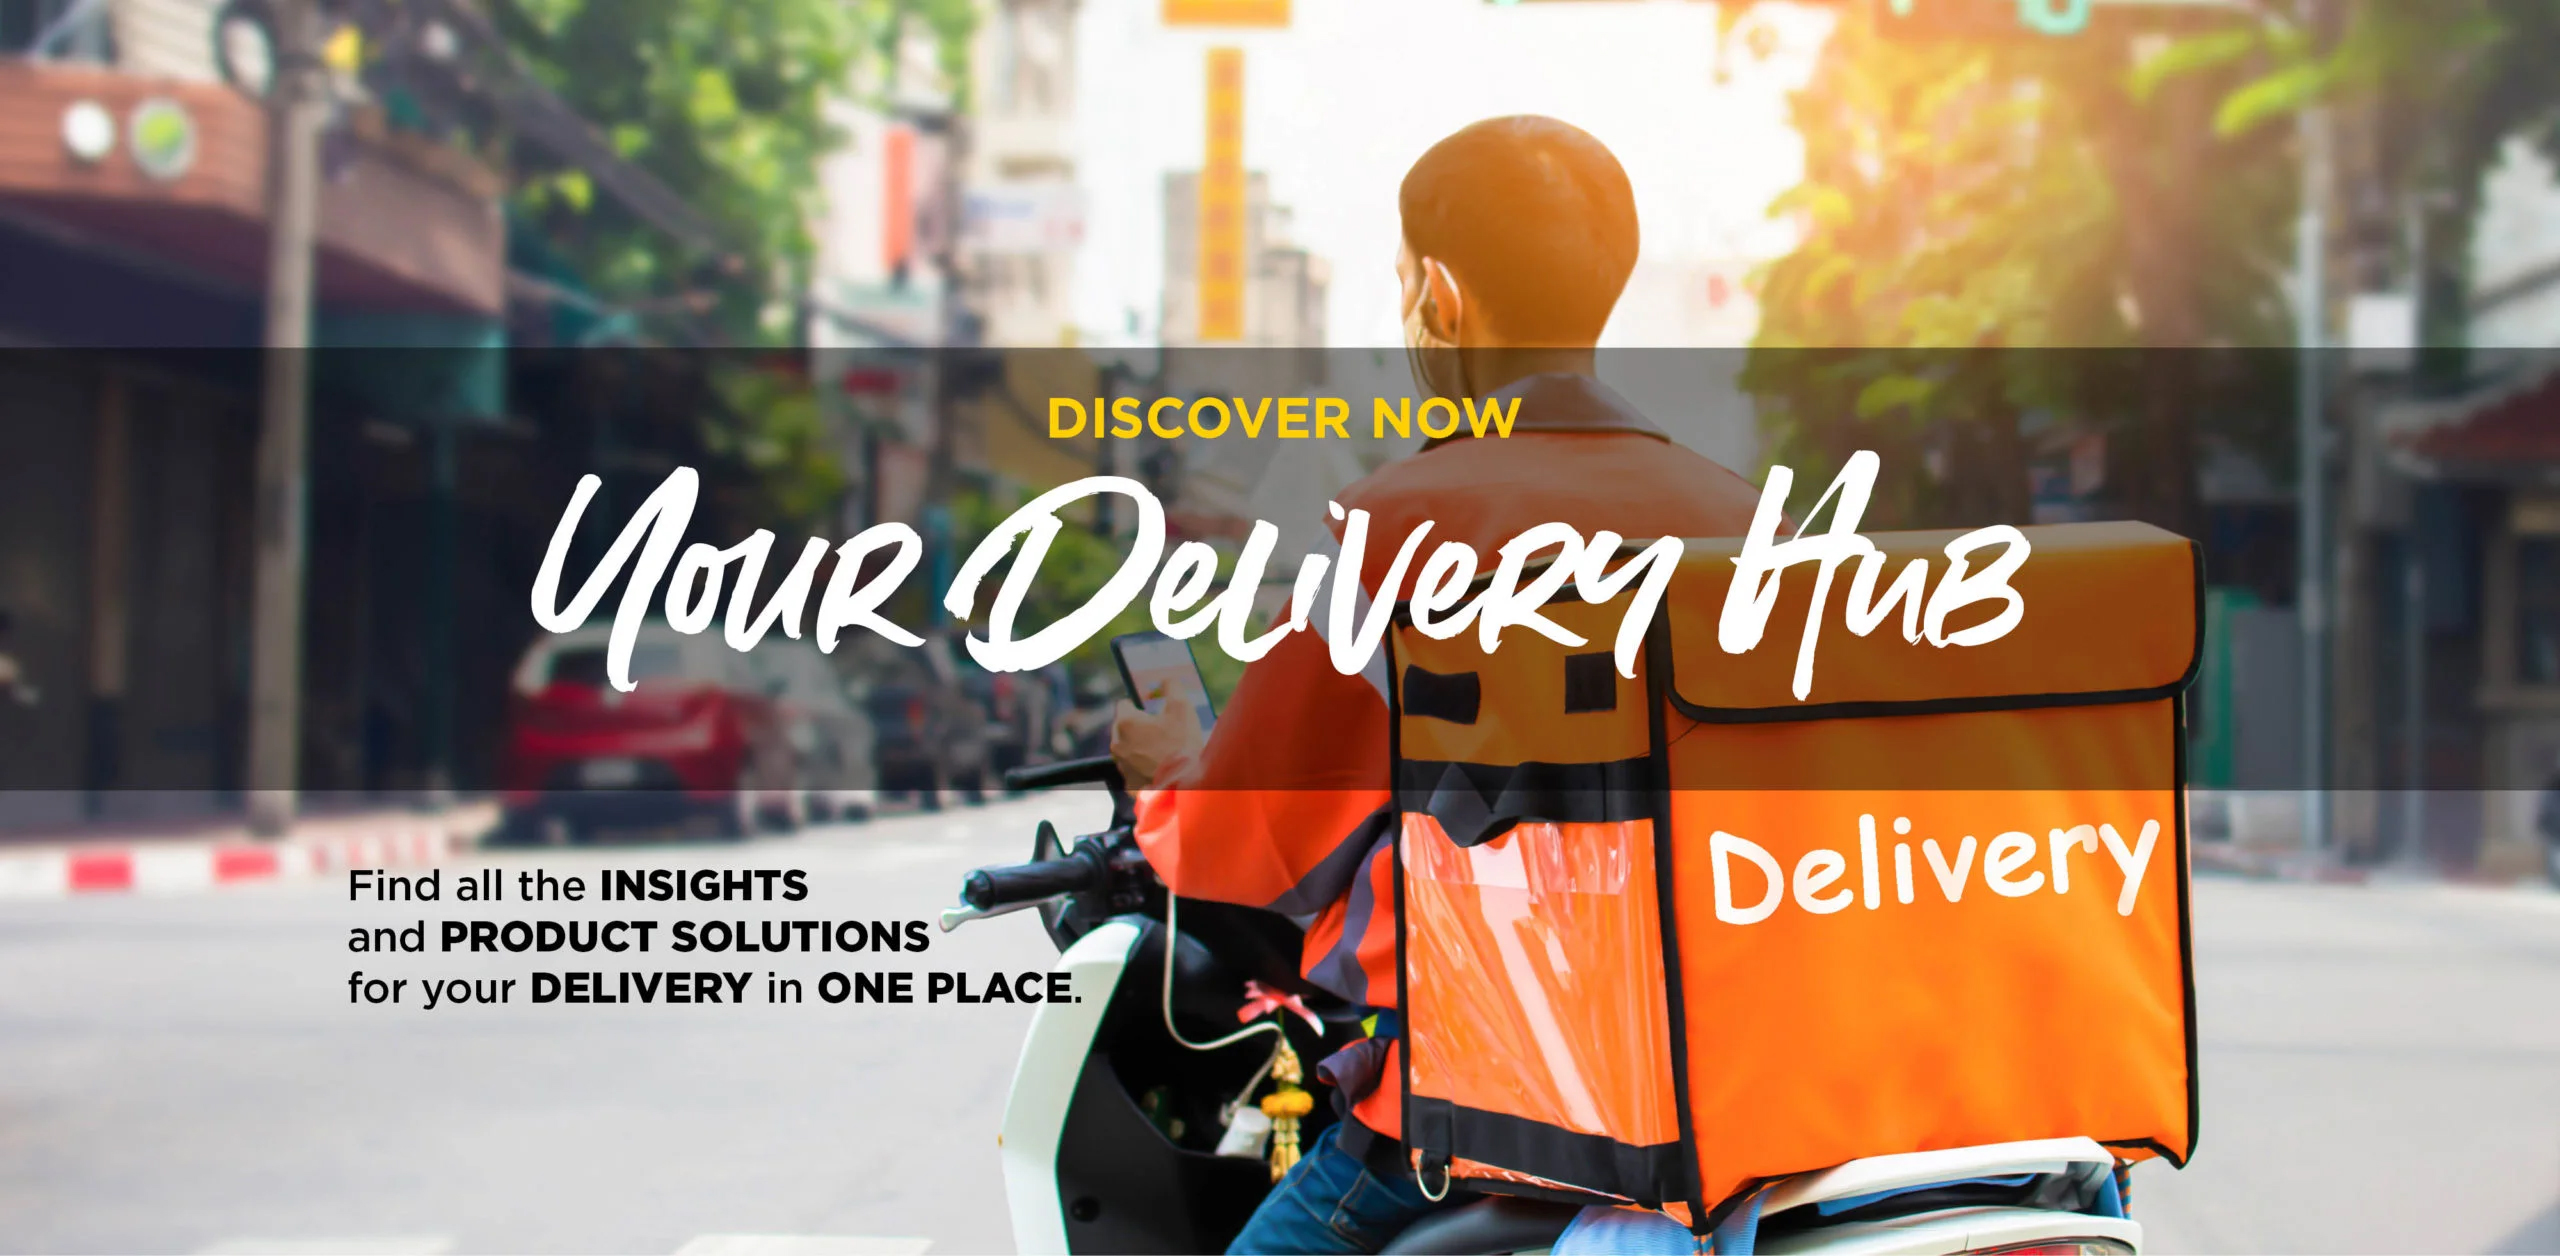 DISCOVER NOW
Your Delivery Hub
Delivery
Find all the INSIGHTS
and PRODUCT SOLUTIONS
for your DELIVERY in ONE PLACE.